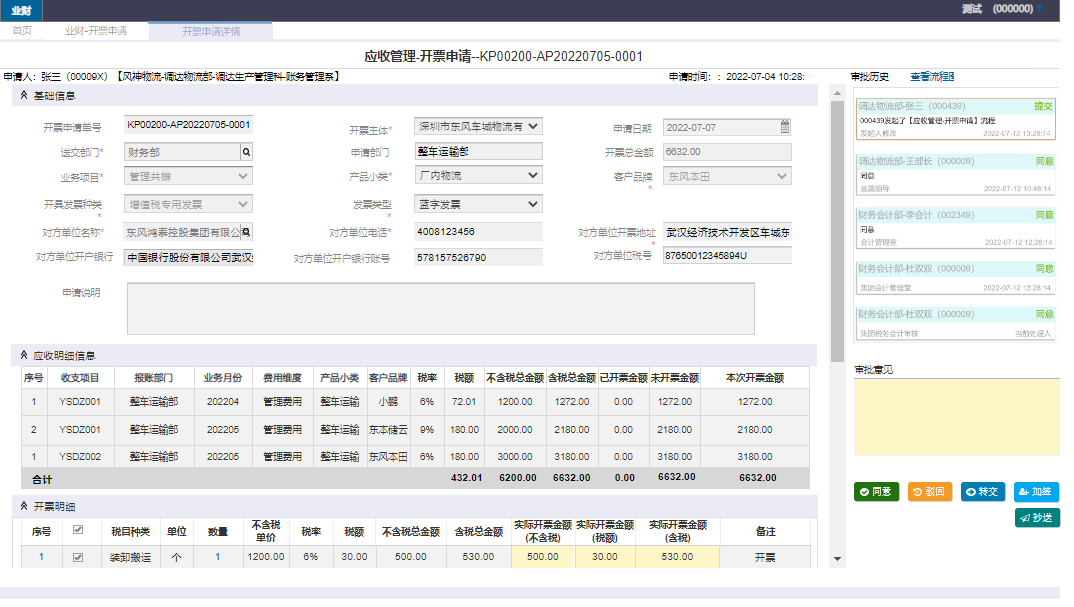 业财
测试 (000000)
首页 业财-开票申请 开票申请详情
应收管理-开票申请--KP00200-AP20220705-0001
申请人: 张三 (00009X) 【风神物流-调达物流部-调达生产管理科-账务管理系】 申请时间: : 2022-07-04 10:28:
基础信息
开票申请单号 KP00200-AP20220705-0001 开票主体* 深圳市东风车城物流有 申请日期 2022-07-07
送交部门* 财务部 申请部门 整车运输部 开票总金额 6632.00
业务项目* 管理共牌 产品小类* 厂内物流 客户品牌* 东风本田
开具发票种类* 增值税专用发票 发票类型* 蓝字发票
对方单位名称* 东风鸿泰控股集团有限公 对方单位电话* 4008123456 对方单位开票地址* 武汉经济技术开发区车城东
对方单位开户银行 中国银行股份有限公司武汉 对方单位开户银行账号 578157526790 对方单位税号 87650012345894U
申请说明
应收明细信息
序号 收支项目 报账部门 业务月份 费用维度 产品小类 客户品牌 税率 税额 不含税总金额 含税总金额 已开票金额 未开票金额 本次开票金额
1 YSDZ001 整车运输部 202204 管理费用 整车运输 小鹏 6% 72.01 1200.00 1272.00 0.00 1272.00 1272.00
2 YSDZ001 整车运输部 202205 管理费用 整车运输 东本储云 9% 180.00 2000.00 2180.00 0.00 2180.00 2180.00
1 YSDZ002 整车运输部 202205 管理费用 整车运输 东风本田 6% 180.00 3000.00 3180.00 0.00 3180.00 3180.00
合计 432.01 6200.00 6632.00 0.00 6632.00 6632.00
开票明细
序号 税目种类 单位 数量 不含税单价 税率 税额 不含税总金额 含税总金额 实际开票金额(不含税) 实际开票金额(税额) 实际开票金额(含税) 备注
1 装卸搬运 个 1 1200.00 6% 30.00 500.00 530.00 500.00 30.00 530.00 开票
审批历史 查看流程图
调达物流部-张三 (000439) 提交
000439发起了【应收管理-开票申请】流程
发起人修改 2022-07-12 10:28:14
调达物流部-王部长 (000009) 同意
同意
直属领导 2022-07-12 10:48:14
财务会计部-李会计 (002349) 同意
同意
会计管理室 2022-07-12 12:28:14
财务会计部-杜双双 (000009) 同意
集团会计管理室 2022-07-12 13:28:14
财务会计部-杜双双 (000009) 同意
集团税务会计审核 当前处理人
审批意见
同意 驳回 转交 加签
抄送